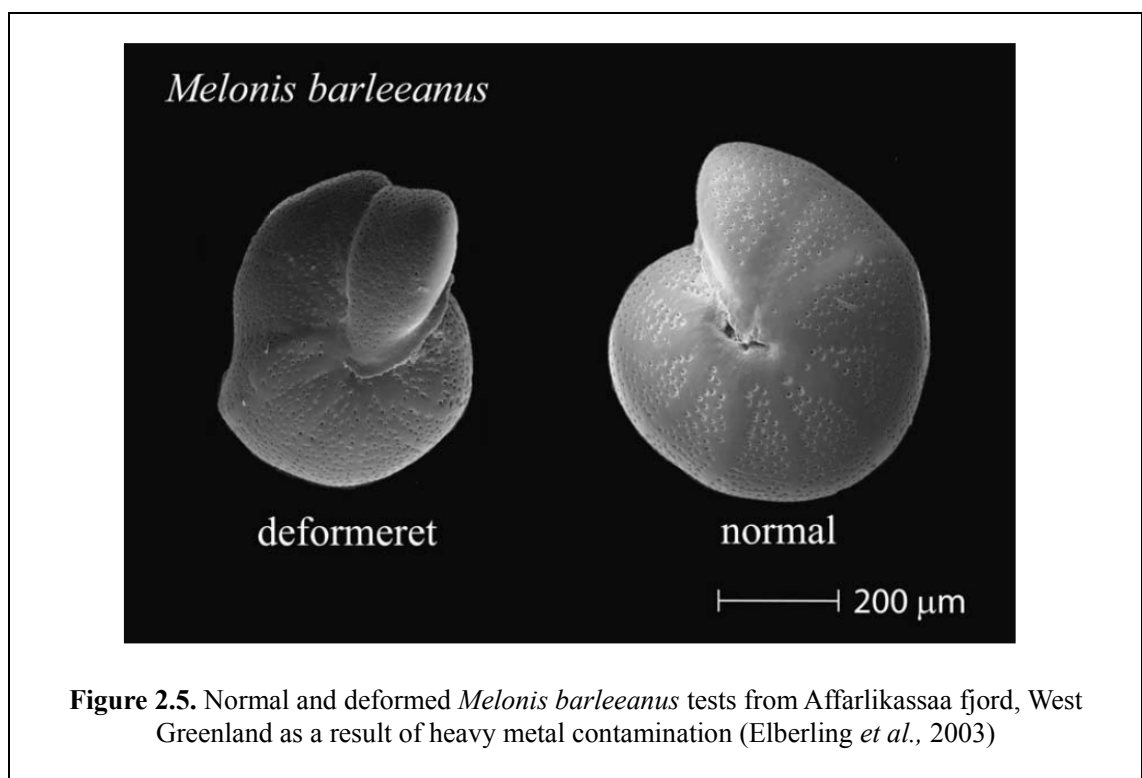 Melonis barleeanus
deformeret
normal
200 μm
Figure 2.5. Normal and deformed Melonis barleeanus tests from Affarlikassaa fjord, West
Greenland as a result of heavy metal contamination (Elberling et al., 2003)